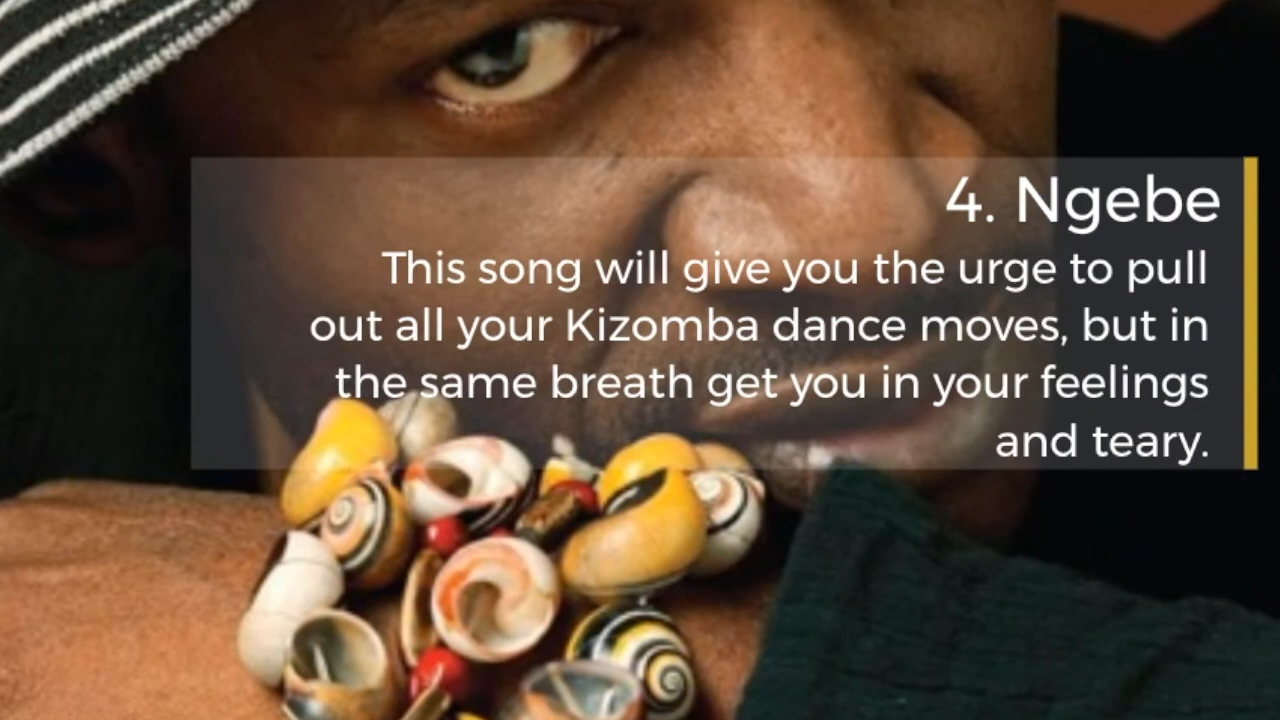 4. Ngebe
This song will give you the urge to pull
out all your Kizomba dance moves, but in
the same breath get you in your feelings
and teary.